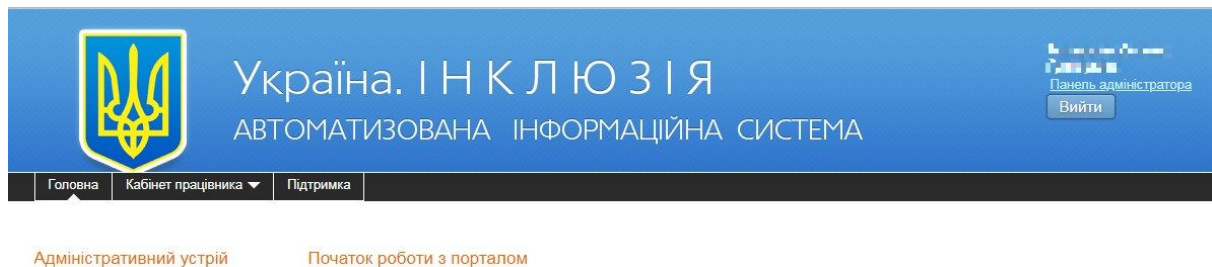 Україна. І Н К Л Ю З І Я
АВТОМАТИЗОВАНА ІНФОРМАЦІЙНА СИСТЕМА
Панель адміністратора
Вийти
Головна Кабінет працівника Підтримка
Адміністративний устрій Початок роботи з порталом